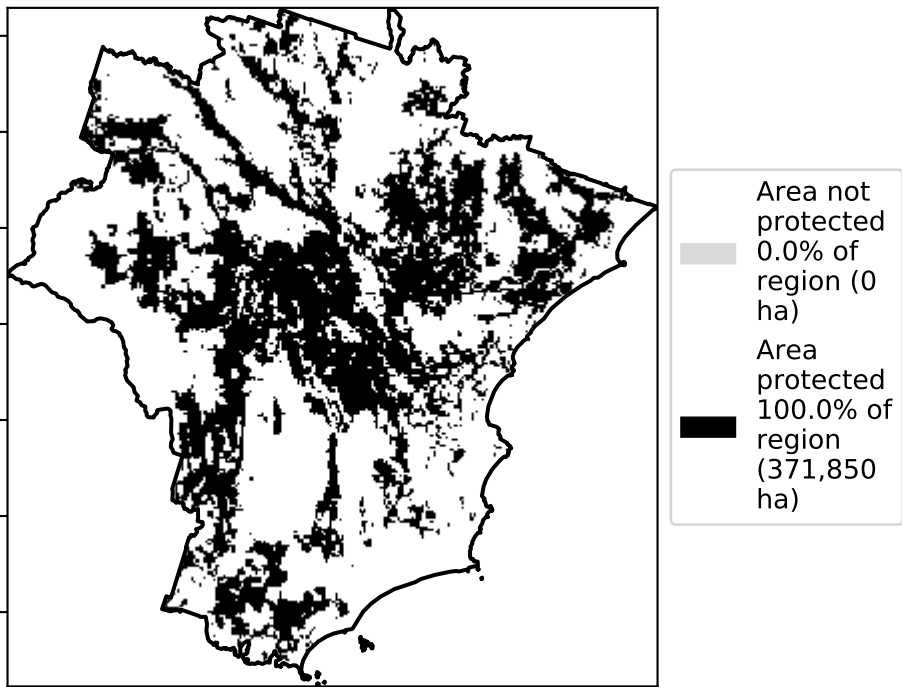 Area not
protected
0.0% of
region (0
ha)
Area
protected
100.0% of
region
(371,850
ha)